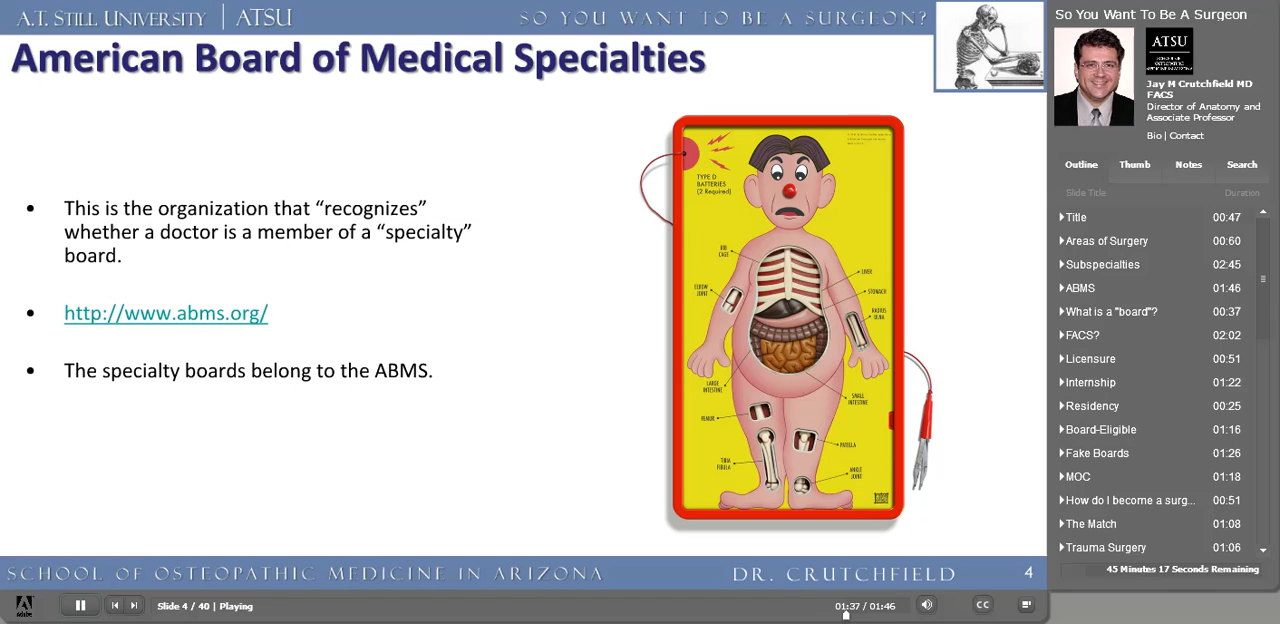 A.T. STILL UNIVERSITY | ATSU
SO YOU WANT TO BE A SURGEON?
American Board of Medical Specialties
• This is the organization that “recognizes”
whether a doctor is a member of a “specialty”
board.
• http://www.abms.org/
• The specialty boards belong to the ABMS.
TYPE D
BATTERIES
(2 Required)
RIB
CAGE
LIVER
ELBOW
JOINT
STOMACH
RADIUS
ULNA
LARGE
INTESTINE
SMALL
INTESTINE
FEMUR
PATELLA
TIBIA
FIBULA
ANKLE
JOINT
SCHOOL OF OSTEOPATHIC MEDICINE IN ARIZONA
DR. CRUTCHFIELD
4
So You Want To Be A Surgeon
ATSU
Jay M Crutchfield MD
FACS
Director of Anatomy and
Associate Professor
Bio | Contact
Outline Thumb Notes Search
Slide Title Duration
Title 00:47
Areas of Surgery 00:60
Subspecialties 02:45
ABMS 01:46
What is a "board"? 00:37
FACS? 02:02
Licensure 00:51
Internship 01:22
Residency 00:25
Board-Eligible 01:16
Fake Boards 01:26
MOC 01:18
How do I become a surg... 00:51
The Match 01:08
Trauma Surgery 01:06
45 Minutes 17 Seconds Remaining
Adobe
Slide 4 / 40 | Playing
01:37 / 01:46
CC